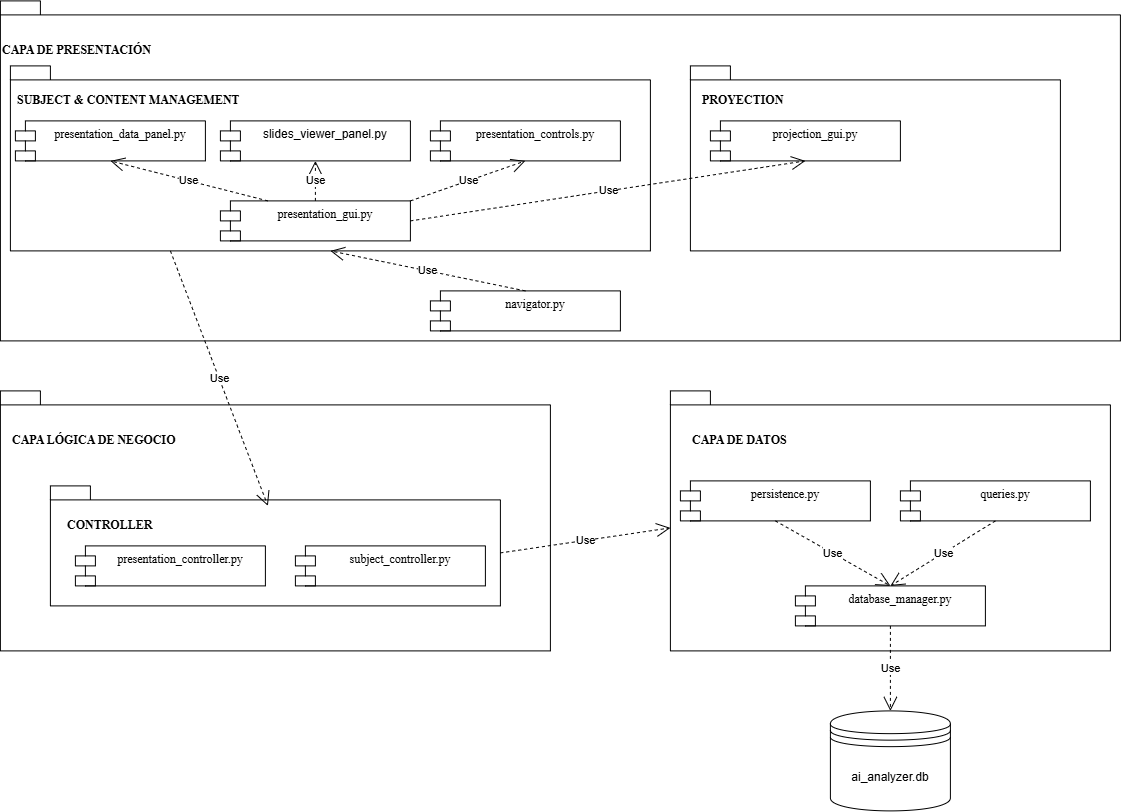 CAPA DE PRESENTACIÓN
SUBJECT & CONTENT MANAGEMENT
PROYECTION
presentation_data_panel.py
slides_viewer_panel.py
presentation_controls.py
projection_gui.py
Use
Use
Use
Use
presentation_gui.py
Use
navigator.py
Use
CAPA LÓGICA DE NEGOCIO
CAPA DE DATOS
persistence.py
queries.py
CONTROLLER
Use
Use
Use
presentation_controller.py
subject_controller.py
database_manager.py
Use
ai_analyzer.db